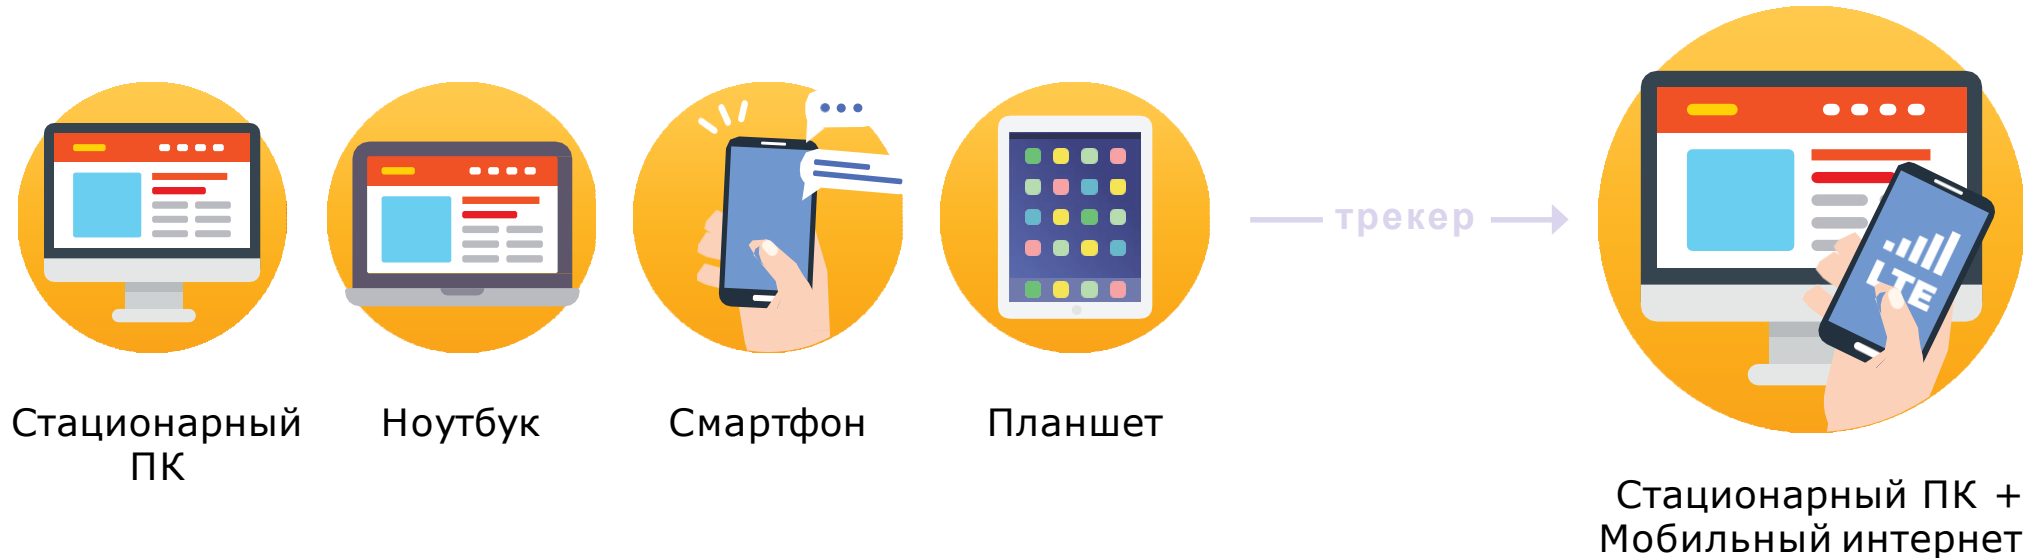 Стационарный
ПК
Ноутбук
Смартфон
Планшет
трекер
LTE
Стационарный ПК +
Мобильный интернет